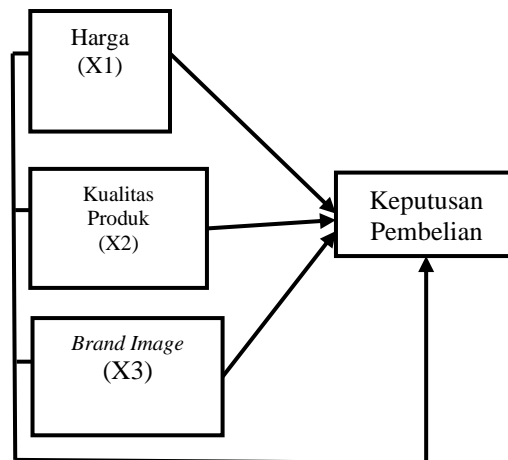 Harga
(X1)
Kualitas
Produk
(X2)
Brand Image
(X3)
Keputusan
Pembelian